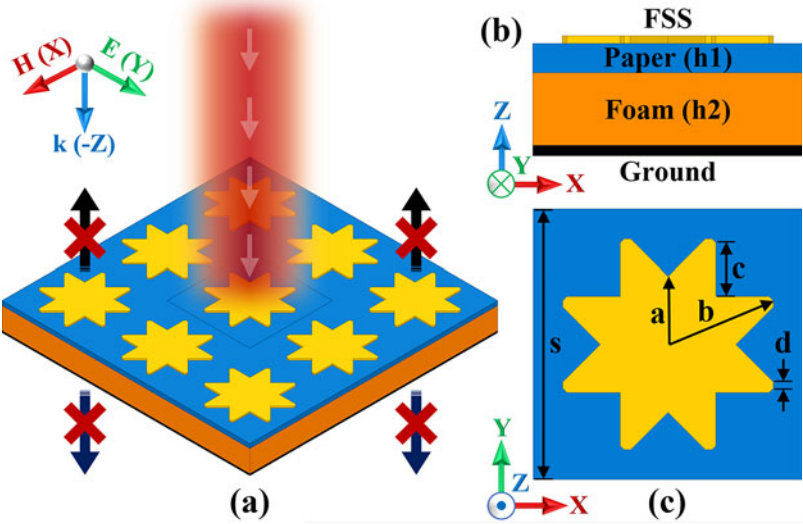 H (X)
E (Y)
k (-Z)
(a)
(b)
FSS
Paper (h1)
Foam (h2)
Ground
Z
Y
X
s
a
b
c
d
Y
Z
X
(c)